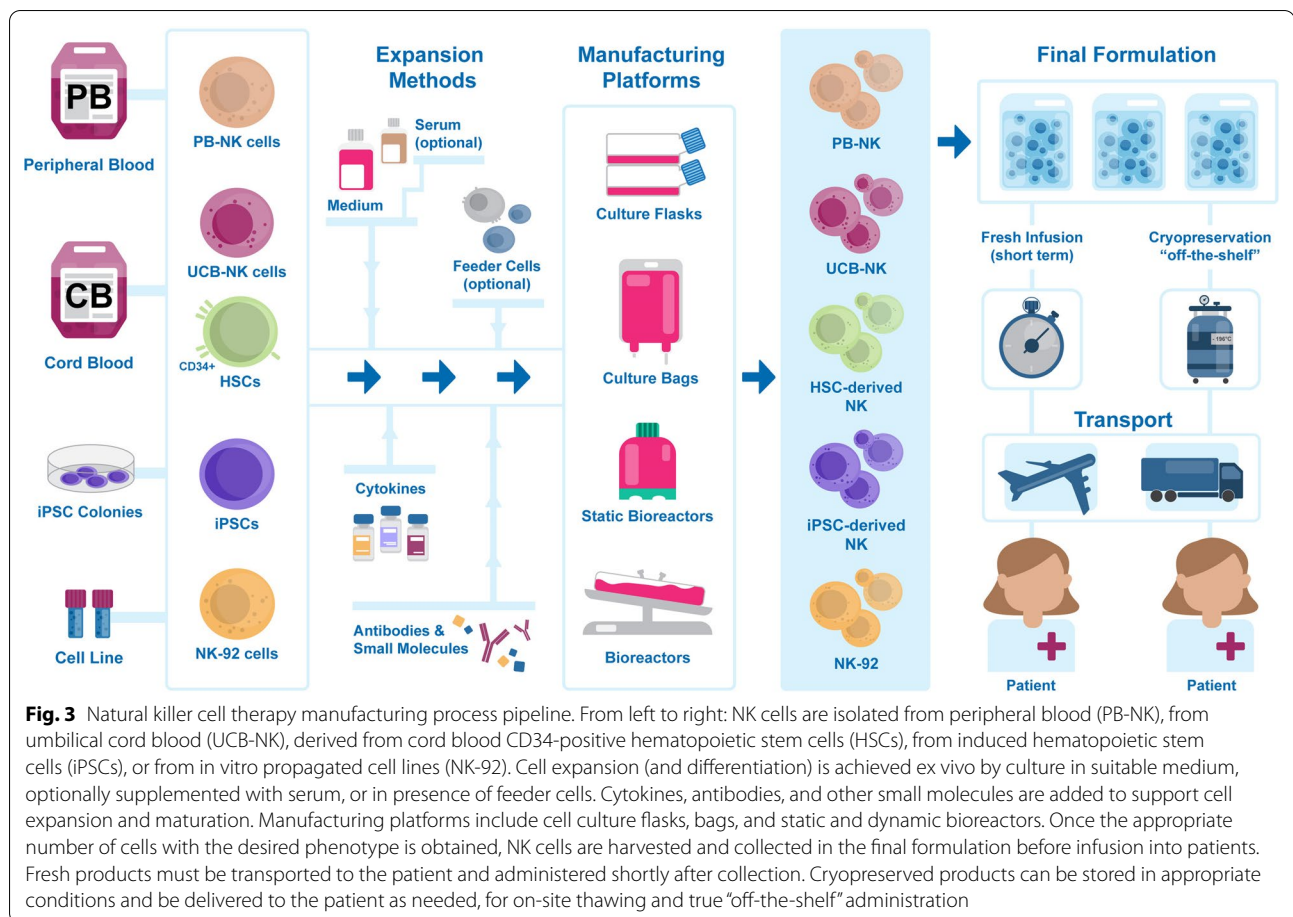 PB
Peripheral Blood
CB
Cord Blood
iPSC Colonies
Cell Line
PB-NK cells
UCB-NK cells
CD34+
HSCs
iPSCs
NK-92 cells
Expansion
Methods
Serum
(optional)
Medium
Feeder Cells
(optional)
Cytokines
Antibodies &
Small Molecules
Manufacturing
Platforms
Culture Flasks
Culture Bags
Static Bioreactors
Bioreactors
PB-NK
UCB-NK
HSC-derived
NK
iPSC-derived
NK
NK-92
Final Formulation
Fresh Infusion
(short term)
Cryopreservation
"off-the-shelf"
- 196°C
Transport
Patient
Patient
Fig. 3 Natural killer cell therapy manufacturing process pipeline. From left to right: NK cells are isolated from peripheral blood (PB-NK), from
umbilical cord blood (UCB-NK), derived from cord blood CD34-positive hematopoietic stem cells (HSCs), from induced hematopoietic stem
cells (iPSCs), or from in vitro propagated cell lines (NK-92). Cell expansion (and differentiation) is achieved ex vivo by culture in suitable medium,
optionally supplemented with serum, or in presence of feeder cells. Cytokines, antibodies, and other small molecules are added to support cell
expansion and maturation. Manufacturing platforms include cell culture flasks, bags, and static and dynamic bioreactors. Once the appropriate
number of cells with the desired phenotype is obtained, NK cells are harvested and collected in the final formulation before infusion into patients.
Fresh products must be transported to the patient and administered shortly after collection. Cryopreserved products can be stored in appropriate
conditions and be delivered to the patient as needed, for on-site thawing and true "off-the-shelf" administration